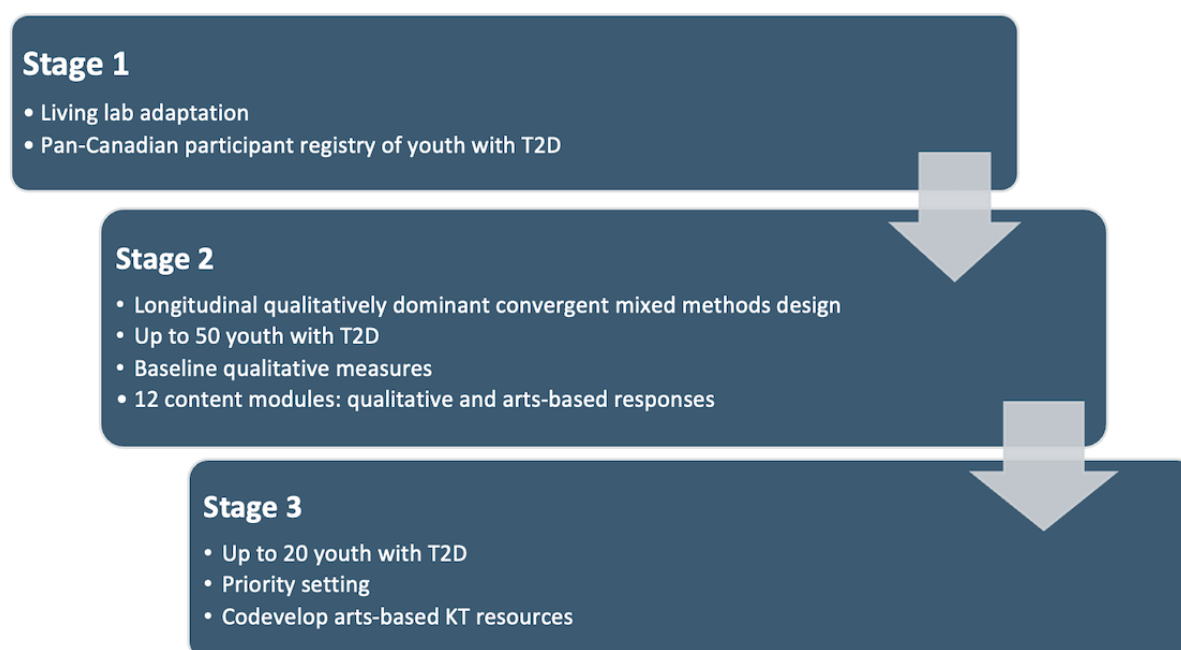 Stage 1
• Living lab adaptation
• Pan-Canadian participant registry of youth with T2D
Stage 2
• Longitudinal qualitatively dominant convergent mixed methods design
• Up to 50 youth with T2D
• Baseline qualitative measures
• 12 content modules: qualitative and arts-based responses
Stage 3
• Up to 20 youth with T2D
• Priority setting
• Codevelop arts-based KT resources